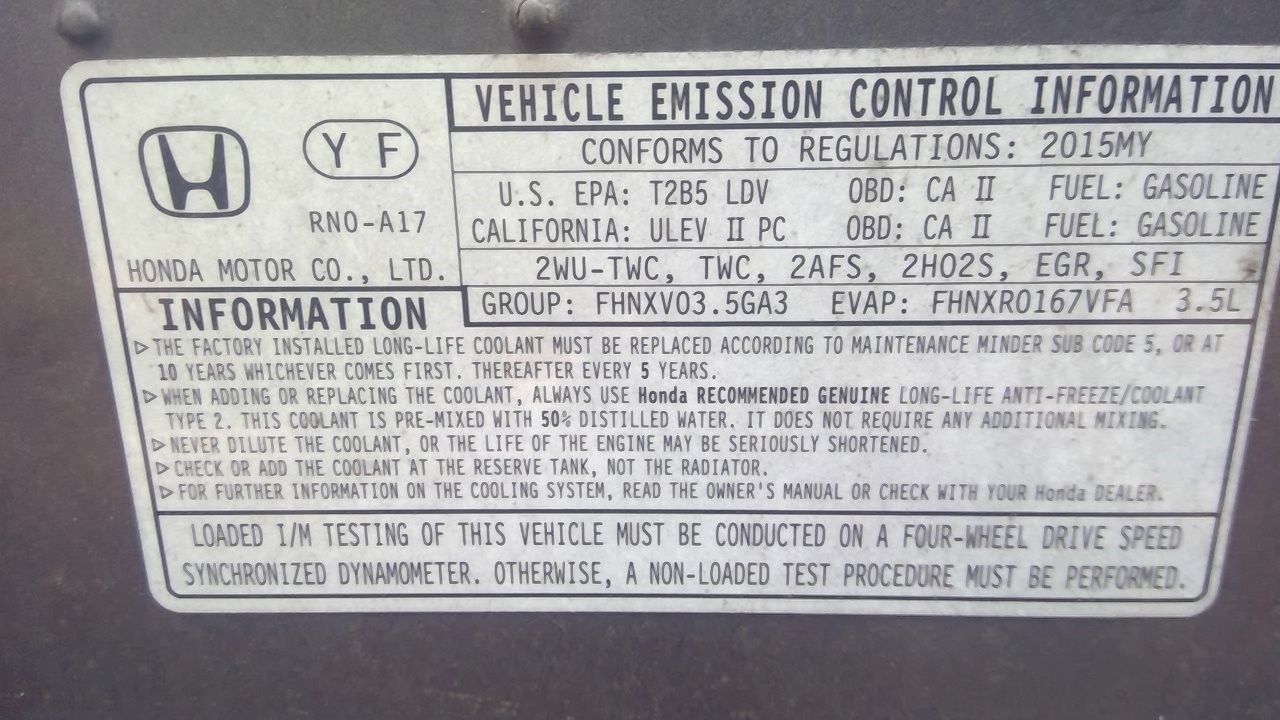 VEHICLE EMISSION CONTROL INFORMATION
Y F
RN0-A17
HONDA MOTOR CO., LTD.
CONFORMS TO REGULATIONS: 2015MY
U.S. EPA: T2B5 LDV OBD: CA II FUEL: GASOLINE
CALIFORNIA: ULEV II PC OBD: CA II FUEL: GASOLINE
2WU-TWC, TWC, 2AFS, 2HO2S, EGR, SFI
GROUP: FHNXV03.5GA3 EVAP: FHNXR0167VFA 3.5L
INFORMATION
▷THE FACTORY INSTALLED LONG-LIFE COOLANT MUST BE REPLACED ACCORDING TO MAINTENANCE MINDER SUB CODE 5, OR AT
10 YEARS WHICHEVER COMES FIRST. THEREAFTER EVERY 5 YEARS.
▷WHEN ADDING OR REPLACING THE COOLANT, ALWAYS USE Honda RECOMMENDED GENUINE LONG-LIFE ANTI-FREEZE/COOLANT
TYPE 2. THIS COOLANT IS PRE-MIXED WITH 50% DISTILLED WATER. IT DOES NOT REQUIRE ANY ADDITIONAL MIXING.
▷NEVER DILUTE THE COOLANT, OR THE LIFE OF THE ENGINE MAY BE SERIOUSLY SHORTENED.
▷CHECK OR ADD THE COOLANT AT THE RESERVE TANK, NOT THE RADIATOR.
▷FOR FURTHER INFORMATION ON THE COOLING SYSTEM, READ THE OWNER'S MANUAL OR CHECK WITH YOUR Honda DEALER.
LOADED I/M TESTING OF THIS VEHICLE MUST BE CONDUCTED ON A FOUR-WHEEL DRIVE SPEED
SYNCHRONIZED DYNAMOMETER. OTHERWISE, A NON-LOADED TEST PROCEDURE MUST BE PERFORMED.